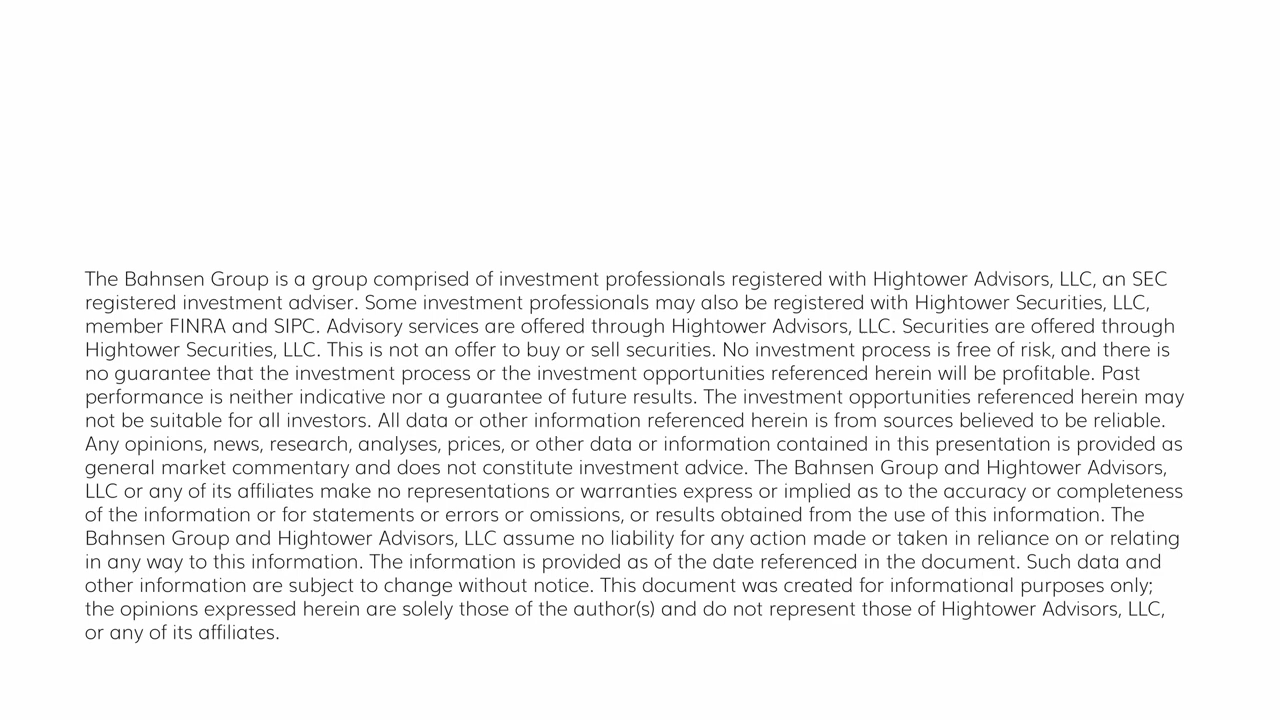 The Bahnsen Group is a group comprised of investment professionals registered with Hightower Advisors, LLC, an SEC
registered investment adviser. Some investment professionals may also be registered with Hightower Securities, LLC,
member FINRA and SIPC. Advisory services are offered through Hightower Advisors, LLC. Securities are offered through
Hightower Securities, LLC. This is not an offer to buy or sell securities. No investment process is free of risk, and there is
no guarantee that the investment process or the investment opportunities referenced herein will be profitable. Past
performance is neither indicative nor a guarantee of future results. The investment opportunities referenced herein may
not be suitable for all investors. All data or other information referenced herein is from sources believed to be reliable.
Any opinions, news, research, analyses, prices, or other data or information contained in this presentation is provided as
general market commentary and does not constitute investment advice. The Bahnsen Group and Hightower Advisors,
LLC or any of its affiliates make no representations or warranties express or implied as to the accuracy or completeness
of the information or for statements or errors or omissions, or results obtained from the use of this information. The
Bahnsen Group and Hightower Advisors, LLC assume no liability for any action made or taken in reliance on or relating
in any way to this information. The information is provided as of the date referenced in the document. Such data and
other information are subject to change without notice. This document was created for informational purposes only;
the opinions expressed herein are solely those of the author(s) and do not represent those of Hightower Advisors, LLC,
or any of its affiliates.